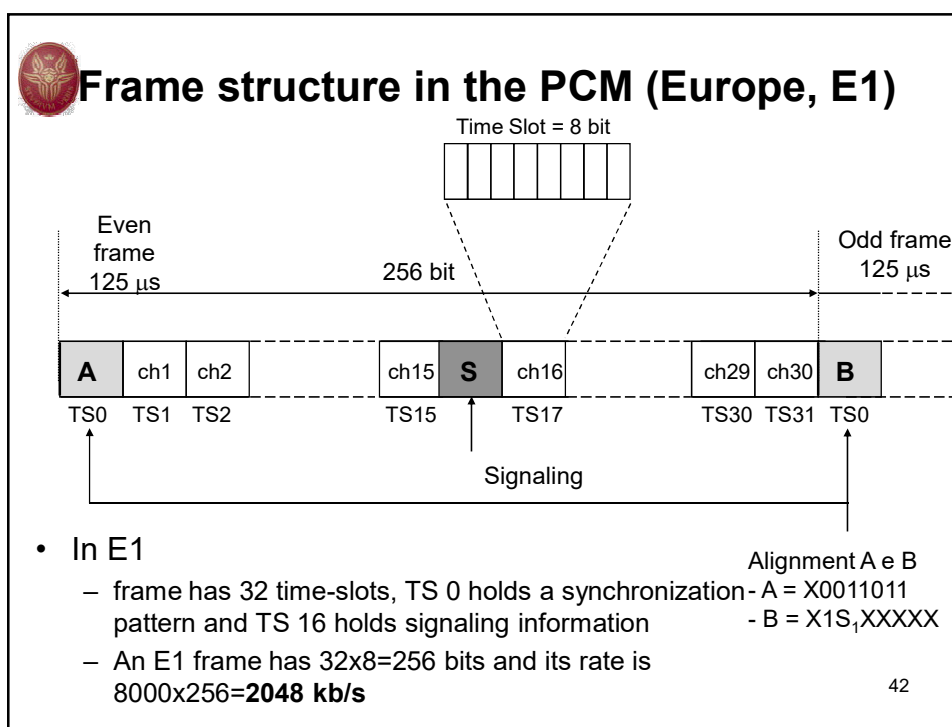 Frame structure in the PCM (Europe, E1)
Time Slot = 8 bit
Even
frame
125 μs
256 bit
Odd frame
125 μs
A ch1 ch2 ch15 S ch16 ch29 ch30 B
TS0 TS1 TS2 TS15 TS17 TS30 TS31 TS0
Signaling
• In E1
– frame has 32 time-slots, TS 0 holds a synchronization
pattern and TS 16 holds signaling information
– An E1 frame has 32x8=256 bits and its rate is
8000x256=2048 kb/s
Alignment A e B
- A = X0011011
- B = X1S₁XXXXX
42